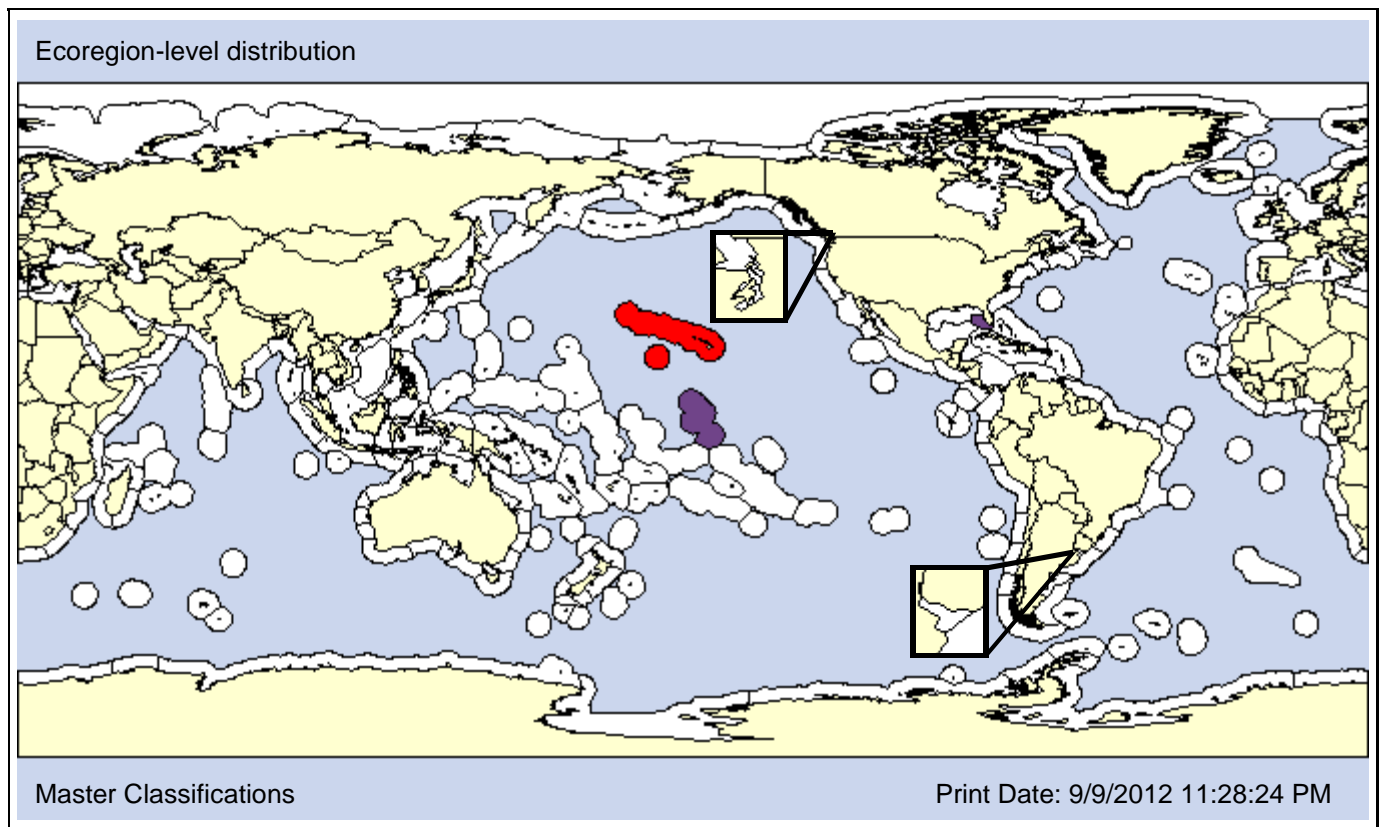 Ecoregion-level distribution
Master Classifications
Print Date: 9/9/2012 11:28:24 PM